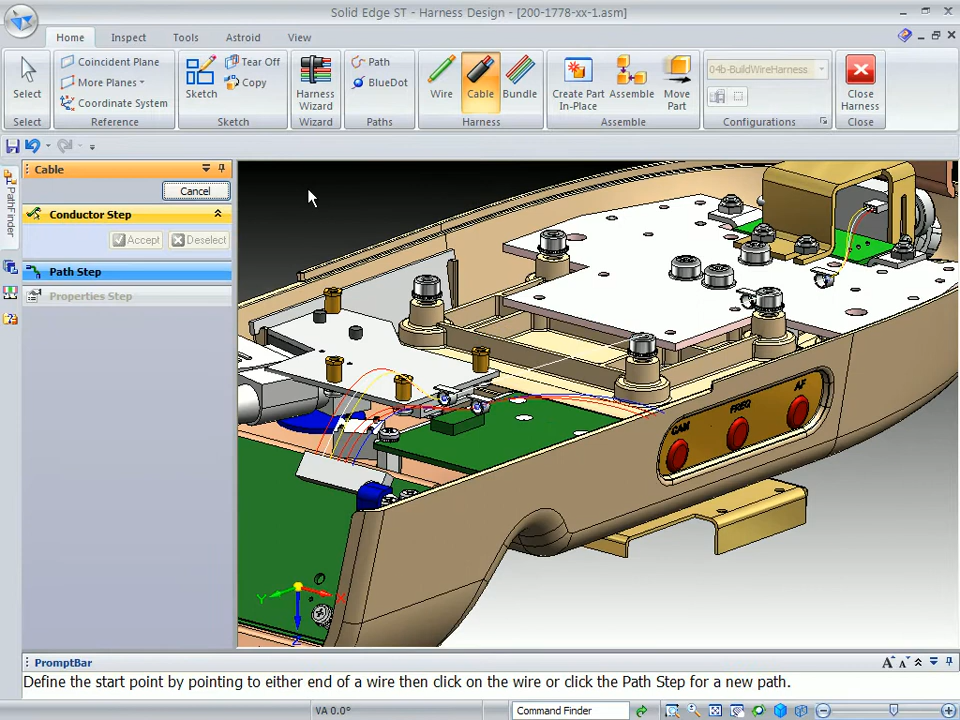 Solid Edge ST - Harness Design - [200-1778-xx-1.asm]
Home Inspect Tools Astroid View
Select
Coincident Plane
More Planes
Coordinate System
Sketch
Tear Off
Copy
Harness Wizard
Path
BlueDot
Wire
Cable
Bundle
Create Part In-Place
Assemble
Move Part
04b-BuildWireHarness
Close Harness
Select Reference Sketch Wizard Paths Harness Assemble Configurations Close
PathFinder
Cable
Cancel
Conductor Step
Accept Deselect
Path Step
Properties Step
CAM FREQ AF
Y X
Z
PromptBar
Define the start point by pointing to either end of a wire then click on the wire or click the Path Step for a new path.
VA 0.0°
Command Finder